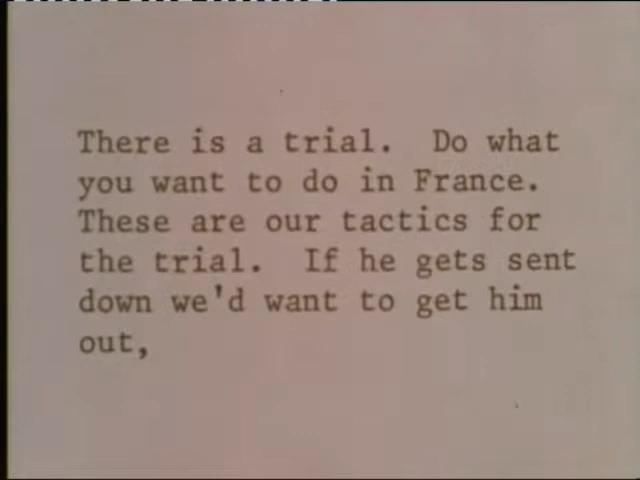 There is a trial.  Do what
you want to do in France.
These are our tactics for
the trial.  If he gets sent
down we'd want to get him
out,